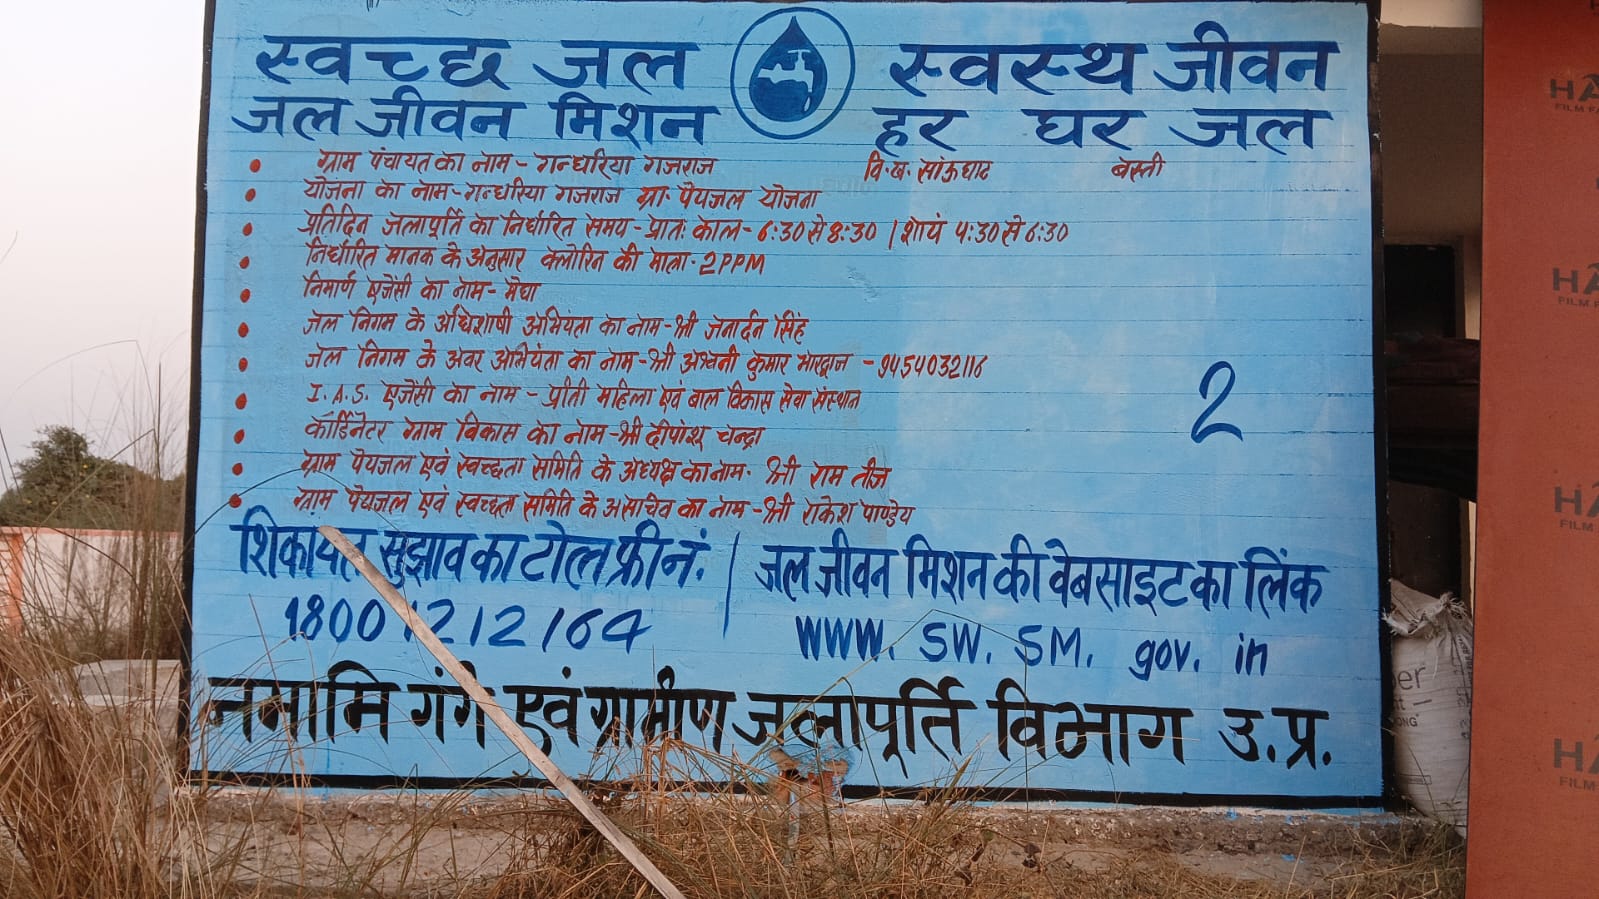 स्वच्छ जल स्वस्थ जीवन
जल जीवन मिशन हर घर जल
ग्राम पंचायत का नाम - गन्धरिया गजराज वि.ख. सांऊघाट बस्ती
योजना का नाम - गन्धरिया गजराज ग्रा. पेयजल योजना
प्रतिदिन जलापूर्ति का निर्धारित समय - प्रातः काल - 6:30 से 8:30 | शायं 4:30 से 6:30
निर्धारित मानक के अनुसार क्लोरिन की मात्रा - 2PPM
निमार्ण एजेंसी का नाम - मेघा
जल निगम के अधिशाषी अभियंता का नाम - श्री जनार्दन सिंह
जल निगम के अवर अभियंता का नाम - श्री अश्वनी कुमार भारद्वाज -
I.A.S. एजेंसी का नाम - प्रीती महिला एवं बाल विकास सेवा संस्थान
2
कॉर्डिनेटर ग्राम विकास का नाम - श्री दीपांशू चन्द्रा
ग्राम पेयजल एवं स्वच्छता समिति के अध्यक्ष का नाम - श्री राम तीज
ग्राम पेयजल एवं स्वच्छता समिति के असचिव का नाम - श्री राकेश पाण्डेय
शिकायत सुझाव का टोल फ्री नं. | जल जीवन मिशन की वेबसाइट का लिंक
1800 12 12 164 WWW. SW. SM. gov. in
नमामि गंगे एवं ग्रामीण जलापूर्ति विभाग उ.प्र.